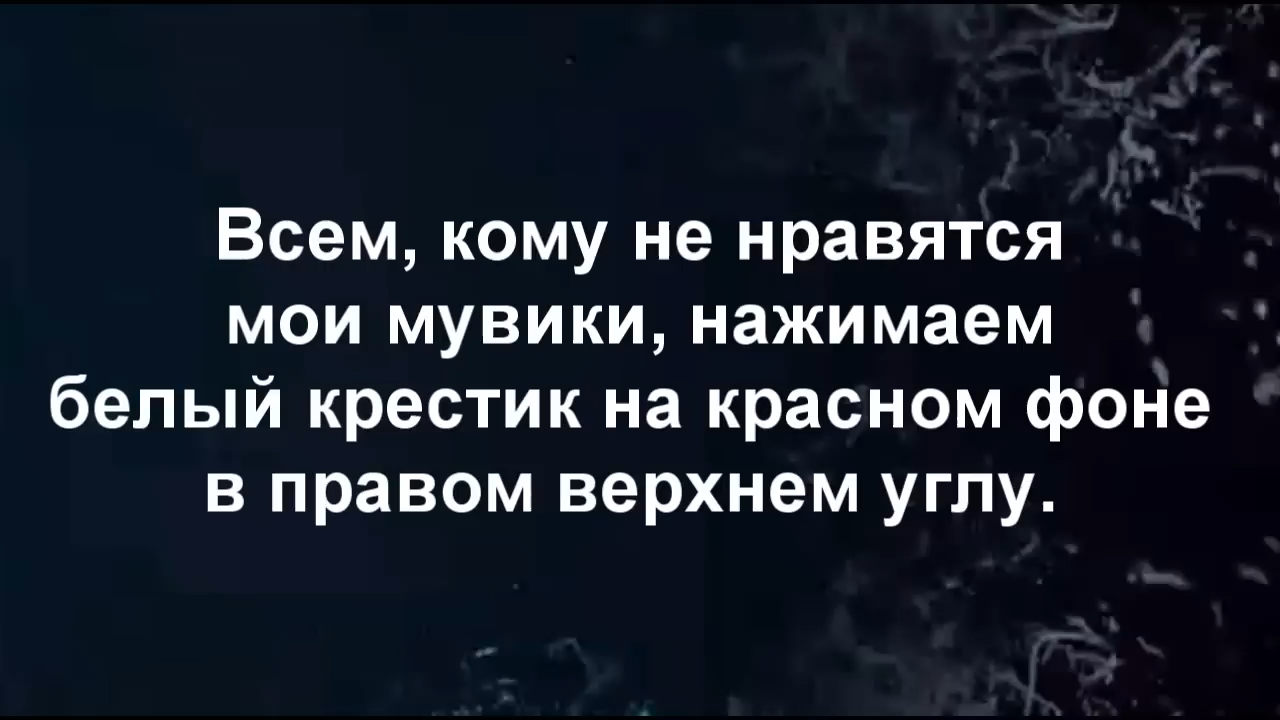 Всем, кому не нравятся
мои мувики, нажимаем
белый крестик на красном фоне
в правом верхнем углу.